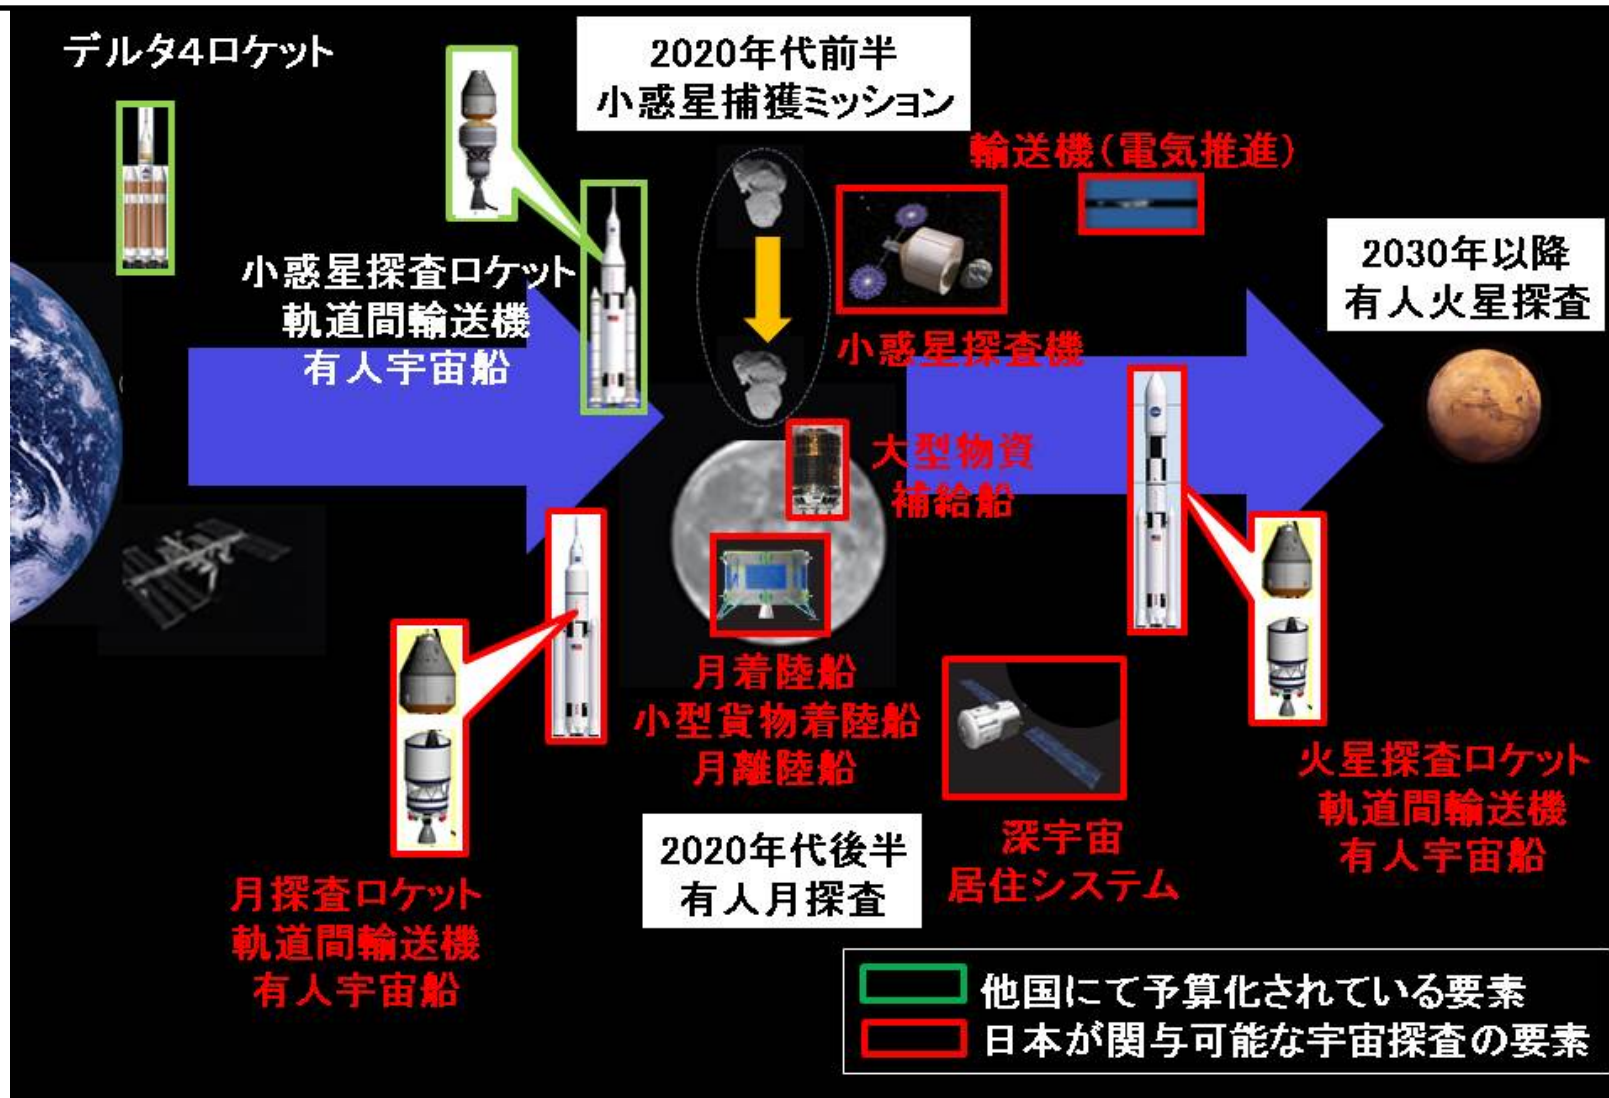 デルタ4ロケット
2020年代前半
小惑星捕獲ミッション
輸送機(電気推進)
小惑星探査ロケット
軌道間輸送機
有人宇宙船
2030年以降
有人火星探査
小惑星探査機
大型物資
補給船
月着陸船
小型貨物着陸船
月離陸船
火星探査ロケット
軌道間輸送機
有人宇宙船
2020年代後半
有人月探査
深宇宙
居住システム
月探査ロケット
軌道間輸送機
有人宇宙船
他国にて予算化されている要素
日本が関与可能な宇宙探査の要素